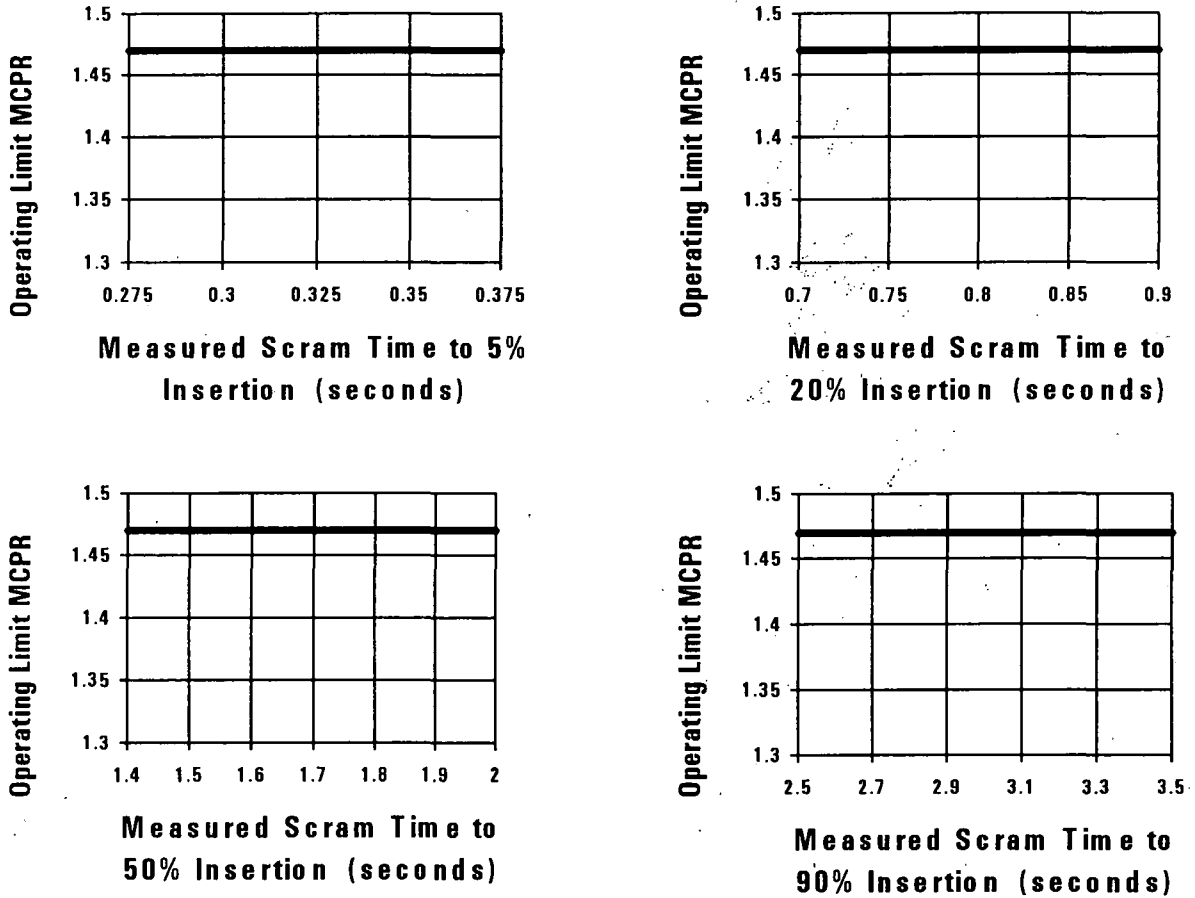 Operating Limit MCPR
1.5
1.45
1.4
1.35
1.3
0.275 0.3 0.325 0.35 0.375
Measured Scram Time to 5%
Insertion (seconds)
Operating Limit MCPR
1.5
1.45
1.4
1.35
1.3
0.7 0.75 0.8 0.85 0.9
Measured Scram Time to
20% Insertion (seconds)
Operating Limit MCPR
1.5
1.45
1.4
1.35
1.3
1.4 1.5 1.6 1.7 1.8 1.9 2
Measured Scram Time to
50% Insertion (seconds)
Operating Limit MCPR
1.5
1.45
1.4
1.35
1.3
2.5 2.7 2.9 3.1 3.3 3.5
Measured Scram Time to
90% Insertion (seconds)